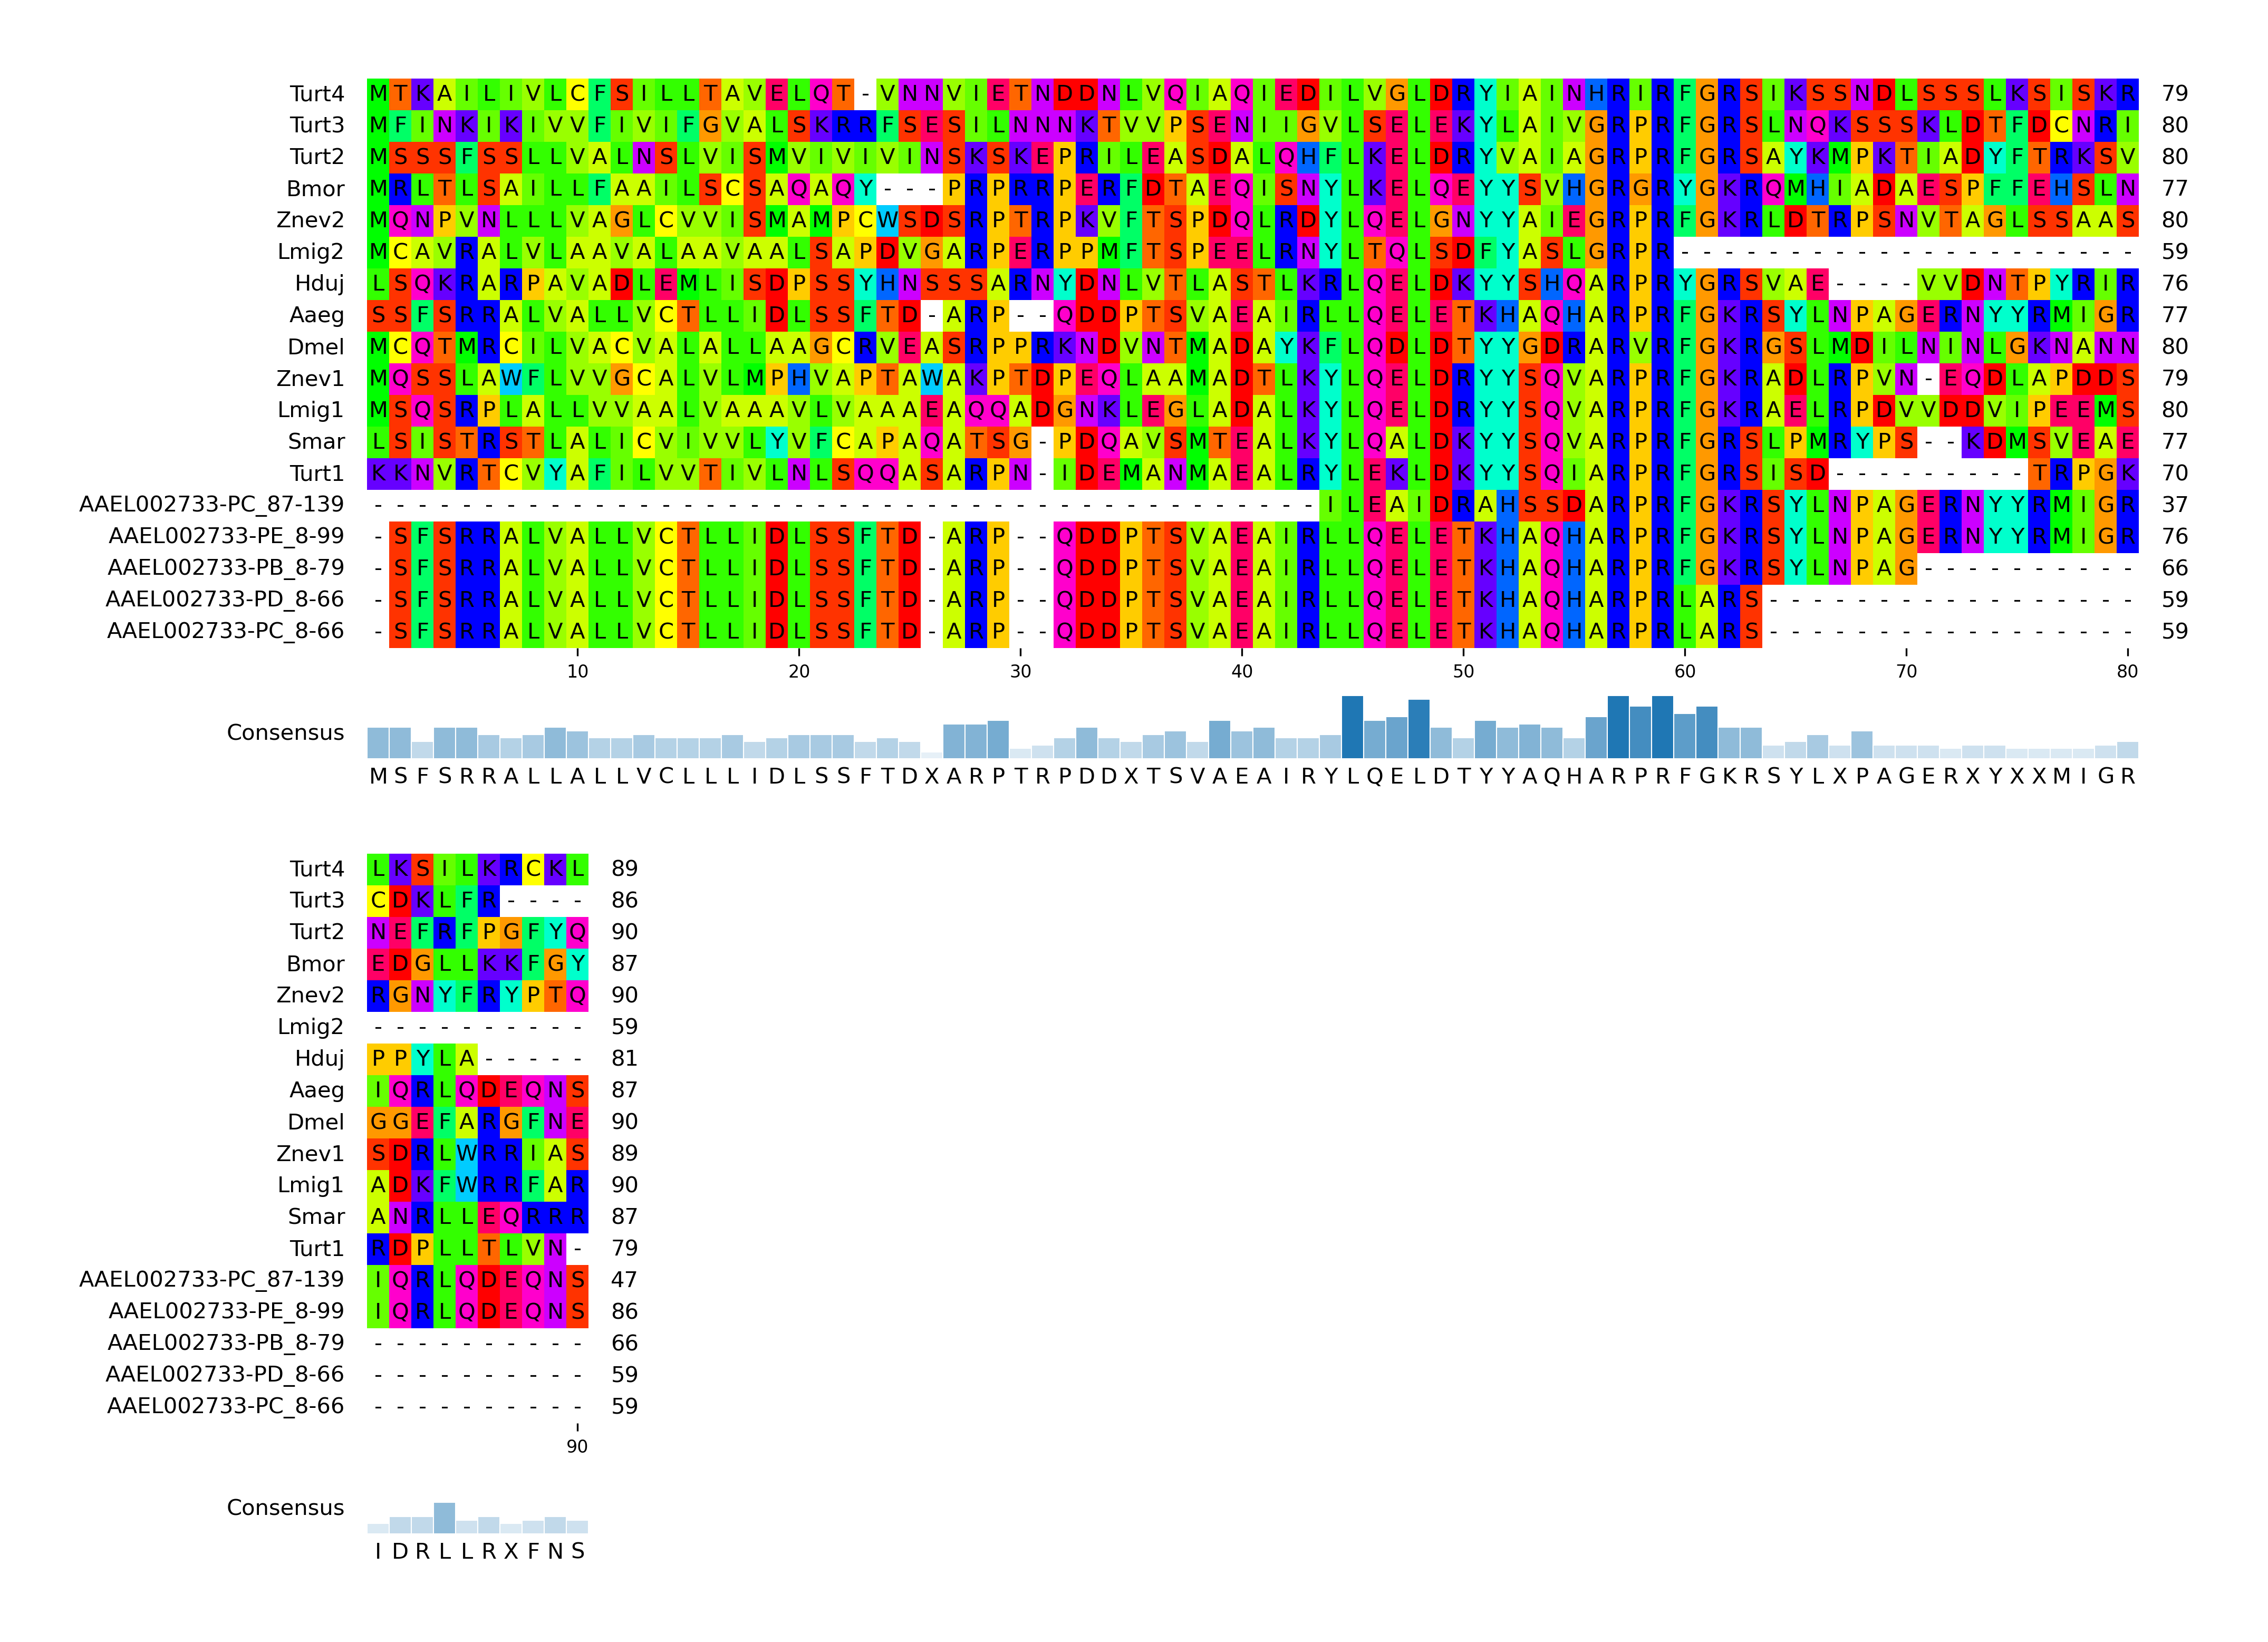 Turt4 MTKAILIVLCFSILLTAVELQT-VNNVIETNDDNLVQIAQIEDILVGLDRYIAINHRIRFGRSIKSSNDLSSSLKSISKR 79
Turt3 MFINKIKIVVFIVIFGVALSKRRFSESILNNNKTVVPSENIIGVLSELEKYLAIVGRPRFGRSLNQKSSSKLDTFDCNRI 80
Turt2 MSSSFSSLLVALNSLVISMVIVIVINSKSKEPRILEASDALQHFLKELDRYVAIAGRPRFGRSAYKMPKTIADYFTRKSV 80
Bmor MRLTLSAILLFAAILSCSAQAQY---PRPRRPERFDTAEQISNYLKELQEYYSVHGRGRYGKRQMHIADAESPFFEHSLN 77
Znev2 MQNPVNLLLVAGLCVVISMAMPCWSDSRPTRPKVFTSPDQLRDYLQELGNYYAIEGRPRFGKRLDTRPSNVTAGLSSAAS 80
Lmig2 MCAVRALVLAAVALAAVAALSAPDVGARPERPPMFTSPEELRNYLTQLSDFYASLGRPR--------------------- 59
Hduj LSQKRARPAVADLEMLISDPSSYHNSSSARNYDNLVTLASTLKRLQELDKYYSHQARPRYGRSVAE----VVDNTPYRIR 76
Aaeg SSFSRRALVALLVCTLLIDLSSFTD-ARP--QDDPTSVAEAIRLLQELETKHAQHARPRFGKRSYLNPAGERNYYRMIGR 77
Dmel MCQTMRCILVACVALALLAAGCRVEASRPPRKNDVNTMADAYKFLQDLDTYYGDRARVRFGKRGSLMDILNINLGKNANN 80
Znev1 MQSSLAWFLVVGCALVLMPHVAPTAWAKPTDPEQLAAMADTLKYLQELDRYYSQVARPRFGKRADLRPVN-EQDLAPDDS 79
Lmig1 MSQSRPLALLVVAALVAAAVLVAAAEAQQADGNKLEGLADALKYLQELDRYYSQVARPRFGKRAELRPDVVDDVIPEEMS 80
Smar LSISTRSTLALICVIVVLYVFCAPAQATSG-PDQAVSMTEALKYLQALDKYYSQVARPRFGRSLPMRYPS--KDMSVEAE 77
Turt1 KKNVRTCVYAFILVVTIVLNLSQQASARPN-IDEMANMAEALRYLEKLDKYYSQIARPRFGRSISD---------TRPGK 70
AAEL002733-PC_87-139 -------------------------------------------ILEAIDRAHSSDARPRFGKRSYLNPAGERNYYRMIGR 37
AAEL002733-PE_8-99 -SFSRRALVALLVCTLLIDLSSFTD-ARP--QDDPTSVAEAIRLLQELETKHAQHARPRFGKRSYLNPAGERNYYRMIGR 76
AAEL002733-PB_8-79 -SFSRRALVALLVCTLLIDLSSFTD-ARP--QDDPTSVAEAIRLLQELETKHAQHARPRFGKRSYLNPAG---------- 66
AAEL002733-PD_8-66 -SFSRRALVALLVCTLLIDLSSFTD-ARP--QDDPTSVAEAIRLLQELETKHAQHARPRLARS----------------- 59
AAEL002733-PC_8-66 -SFSRRALVALLVCTLLIDLSSFTD-ARP--QDDPTSVAEAIRLLQELETKHAQHARPRLARS----------------- 59
10 20 30 40 50 60 70 80
Consensus
MSFSRRALLALLVCLLLIDLSSFTDXARPTRPDDXTSVAEAIRYLQELDTYYAQHARPRFGKRSYLXPAGERXYXXMIGR
Turt4 LKSILKRCKL 89
Turt3 CDKLFR---- 86
Turt2 NEFRFPGFYQ 90
Bmor EDGLLKKFGY 87
Znev2 RGNYFRYPTQ 90
Lmig2 ---------- 59
Hduj PPYLA----- 81
Aaeg IQRLQDEQNS 87
Dmel GGEFARGFNE 90
Znev1 SDRLWRRIAS 89
Lmig1 ADKFWRRFAR 90
Smar ANRLLEQRRR 87
Turt1 RDPLLTLVN- 79
AAEL002733-PC_87-139 IQRLQDEQNS 47
AAEL002733-PE_8-99 IQRLQDEQNS 86
AAEL002733-PB_8-79 ---------- 66
AAEL002733-PD_8-66 ---------- 59
AAEL002733-PC_8-66 ---------- 59
90
Consensus
IDRLLRXFNS